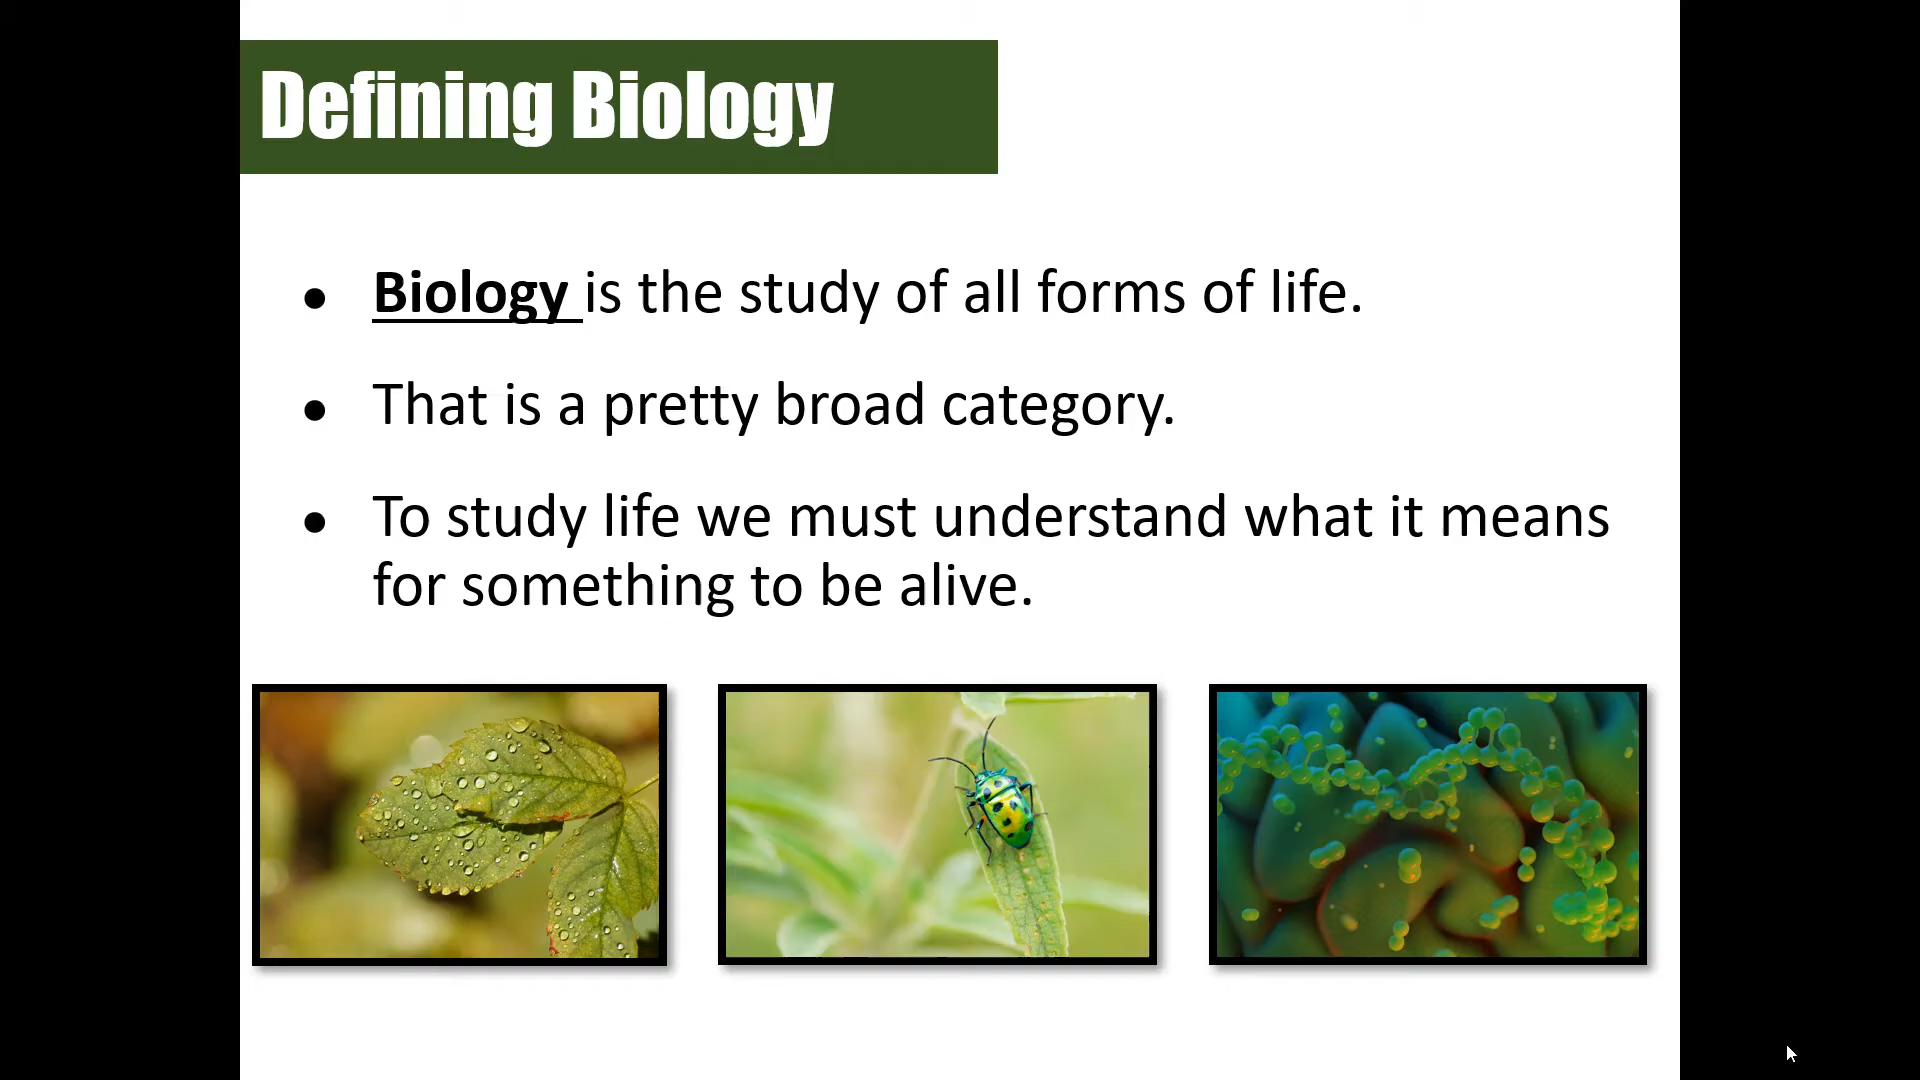 Defining Biology
● Biology is the study of all forms of life.
● That is a pretty broad category.
● To study life we must understand what it means
for something to be alive.